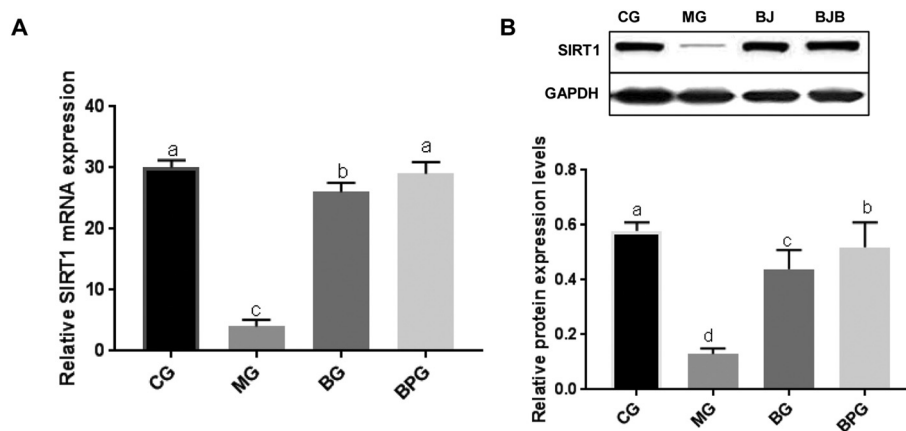 A
Relative SIRT1 mRNA expression
40
30
20
10
0
a
c
b
a
CG MG BG BPG
B
CG MG BJ BJB
SIRT1
GAPDH
Relative protein expression levels
0.8
0.6
0.4
0.2
0.0
a
d
c
b
CG MG BG BPG